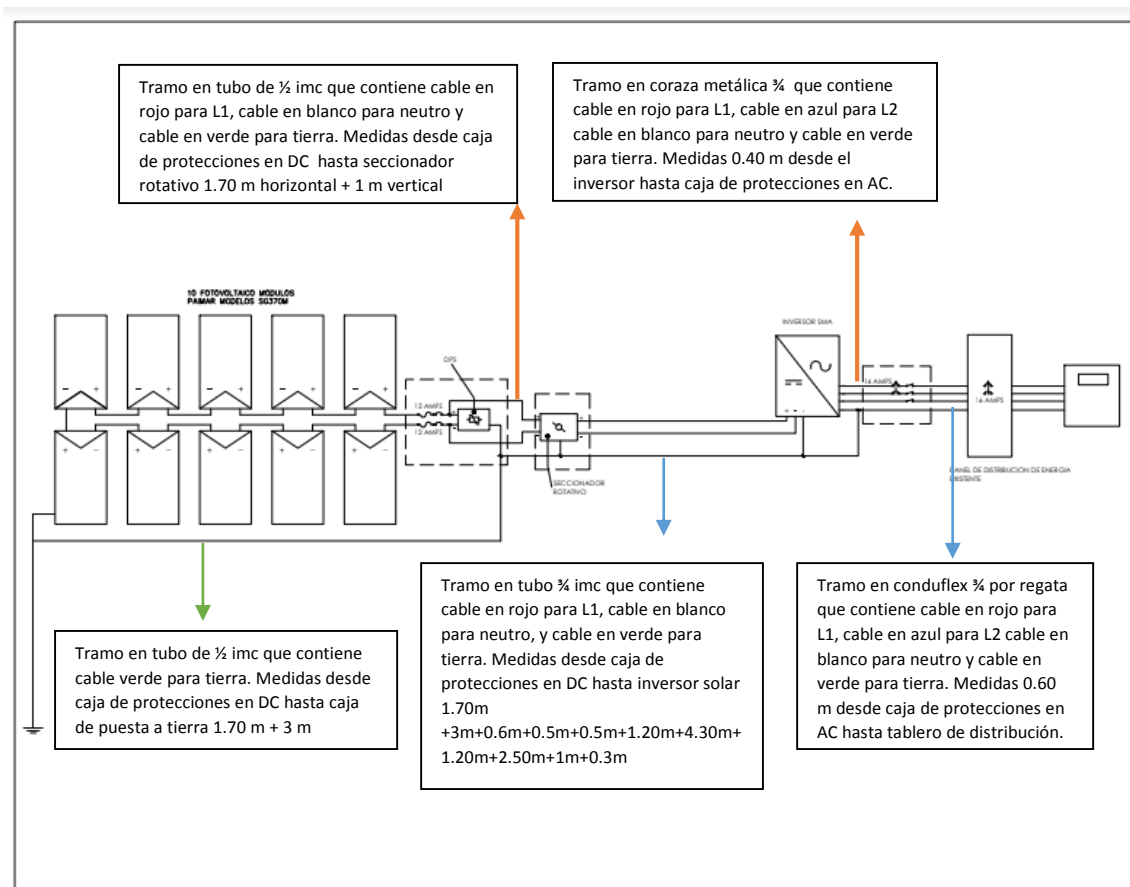 Tramo en tubo de ½ imc que contiene cable en
rojo para L1, cable en blanco para neutro y
cable en verde para tierra. Medidas desde caja
de protecciones en DC  hasta seccionador
rotativo 1.70 m horizontal + 1 m vertical
Tramo en coraza metálica ¾  que contiene
cable en rojo para L1, cable en azul para L2
cable en blanco para neutro y cable en verde
para tierra. Medidas 0.40 m desde el
inversor hasta caja de protecciones en AC.
10 FOTOVOLTAICO MODULOS
PAIMAR MODELOS SG370M
INVERSOR SMA
DPS
12 AMPS
12 AMPS
16 AMPS
16 AMPS
SECCIONADOR
ROTATIVO
PANEL DE DISTRIBUCION DE ENERGIA
EXISTENTE
Tramo en tubo de ½ imc que contiene
cable verde para tierra. Medidas desde
caja de protecciones en DC hasta caja
de puesta a tierra 1.70 m + 3 m
Tramo en tubo ¾ imc que contiene
cable en rojo para L1, cable en blanco
para neutro, y cable en verde para
tierra. Medidas desde caja de
protecciones en DC hasta inversor solar
1.70m
+3m+0.6m+0.5m+0.5m+1.20m+4.30m+
1.20m+2.50m+1m+0.3m
Tramo en conduflex ¾ por regata
que contiene cable en rojo para
L1, cable en azul para L2 cable en
blanco para neutro y cable en
verde para tierra. Medidas 0.60
m desde caja de protecciones en
AC hasta tablero de distribución.